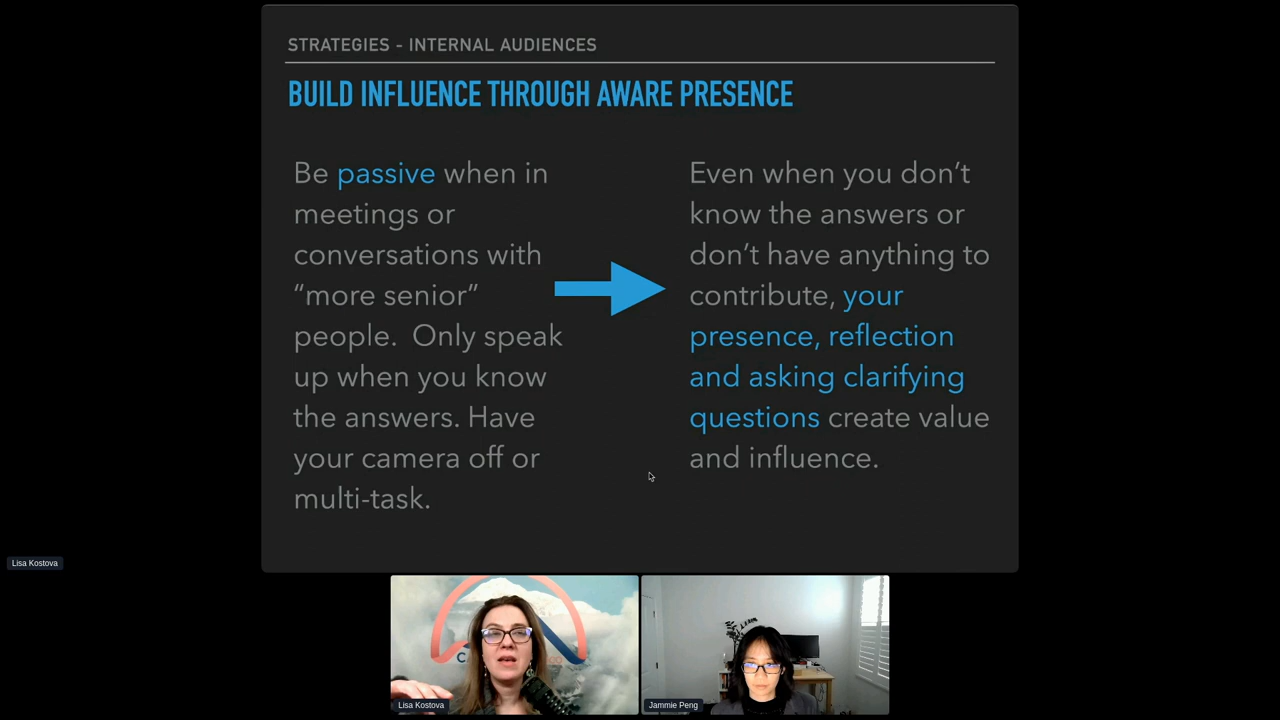 STRATEGIES - INTERNAL AUDIENCES
BUILD INFLUENCE THROUGH AWARE PRESENCE
Be passive when in
meetings or
conversations with
“more senior”
people.  Only speak
up when you know
the answers. Have
your camera off or
multi-task.
Even when you don’t
know the answers or
don’t have anything to
contribute, your
presence, reflection
and asking clarifying
questions create value
and influence.
Lisa Kostova
Lisa Kostova
Jammie Peng